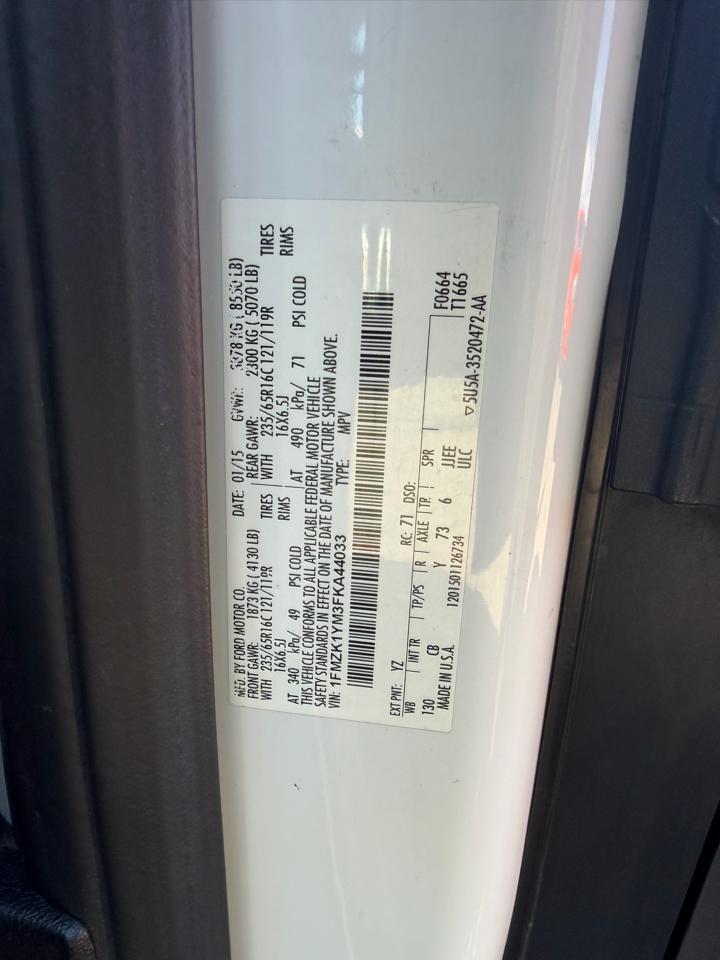 MFD. BY FORD MOTOR CO. DATE: 01/15 GVWR: 3878 KG ( 8550 LB)
FRONT GAWR: 1873 KG ( 4130 LB) REAR GAWR: 2300 KG ( 5070 LB)
WITH 235/65R16C 121/119R TIRES WITH 235/65R16C 121/119R TIRES
16X6.5J RIMS 16X6.5J RIMS
AT 340 kPa/ 49 PSI COLD AT 490 kPa/ 71 PSI COLD
THIS VEHICLE CONFORMS TO ALL APPLICABLE FEDERAL MOTOR VEHICLE
SAFETY STANDARDS IN EFFECT ON THE DATE OF MANUFACTURE SHOWN ABOVE.
VIN: 1FMZK1YM3FKA44033 TYPE: MPV
EXT PNT: YZ RC: 71 DSO: F0664
WB INT TR TP/PS R AXLE TR SPR T1665
130 CB Y 73 6 JJEE
MADE IN U.S.A. 1201501126734 ULC ▽5U5A-3520472-AA